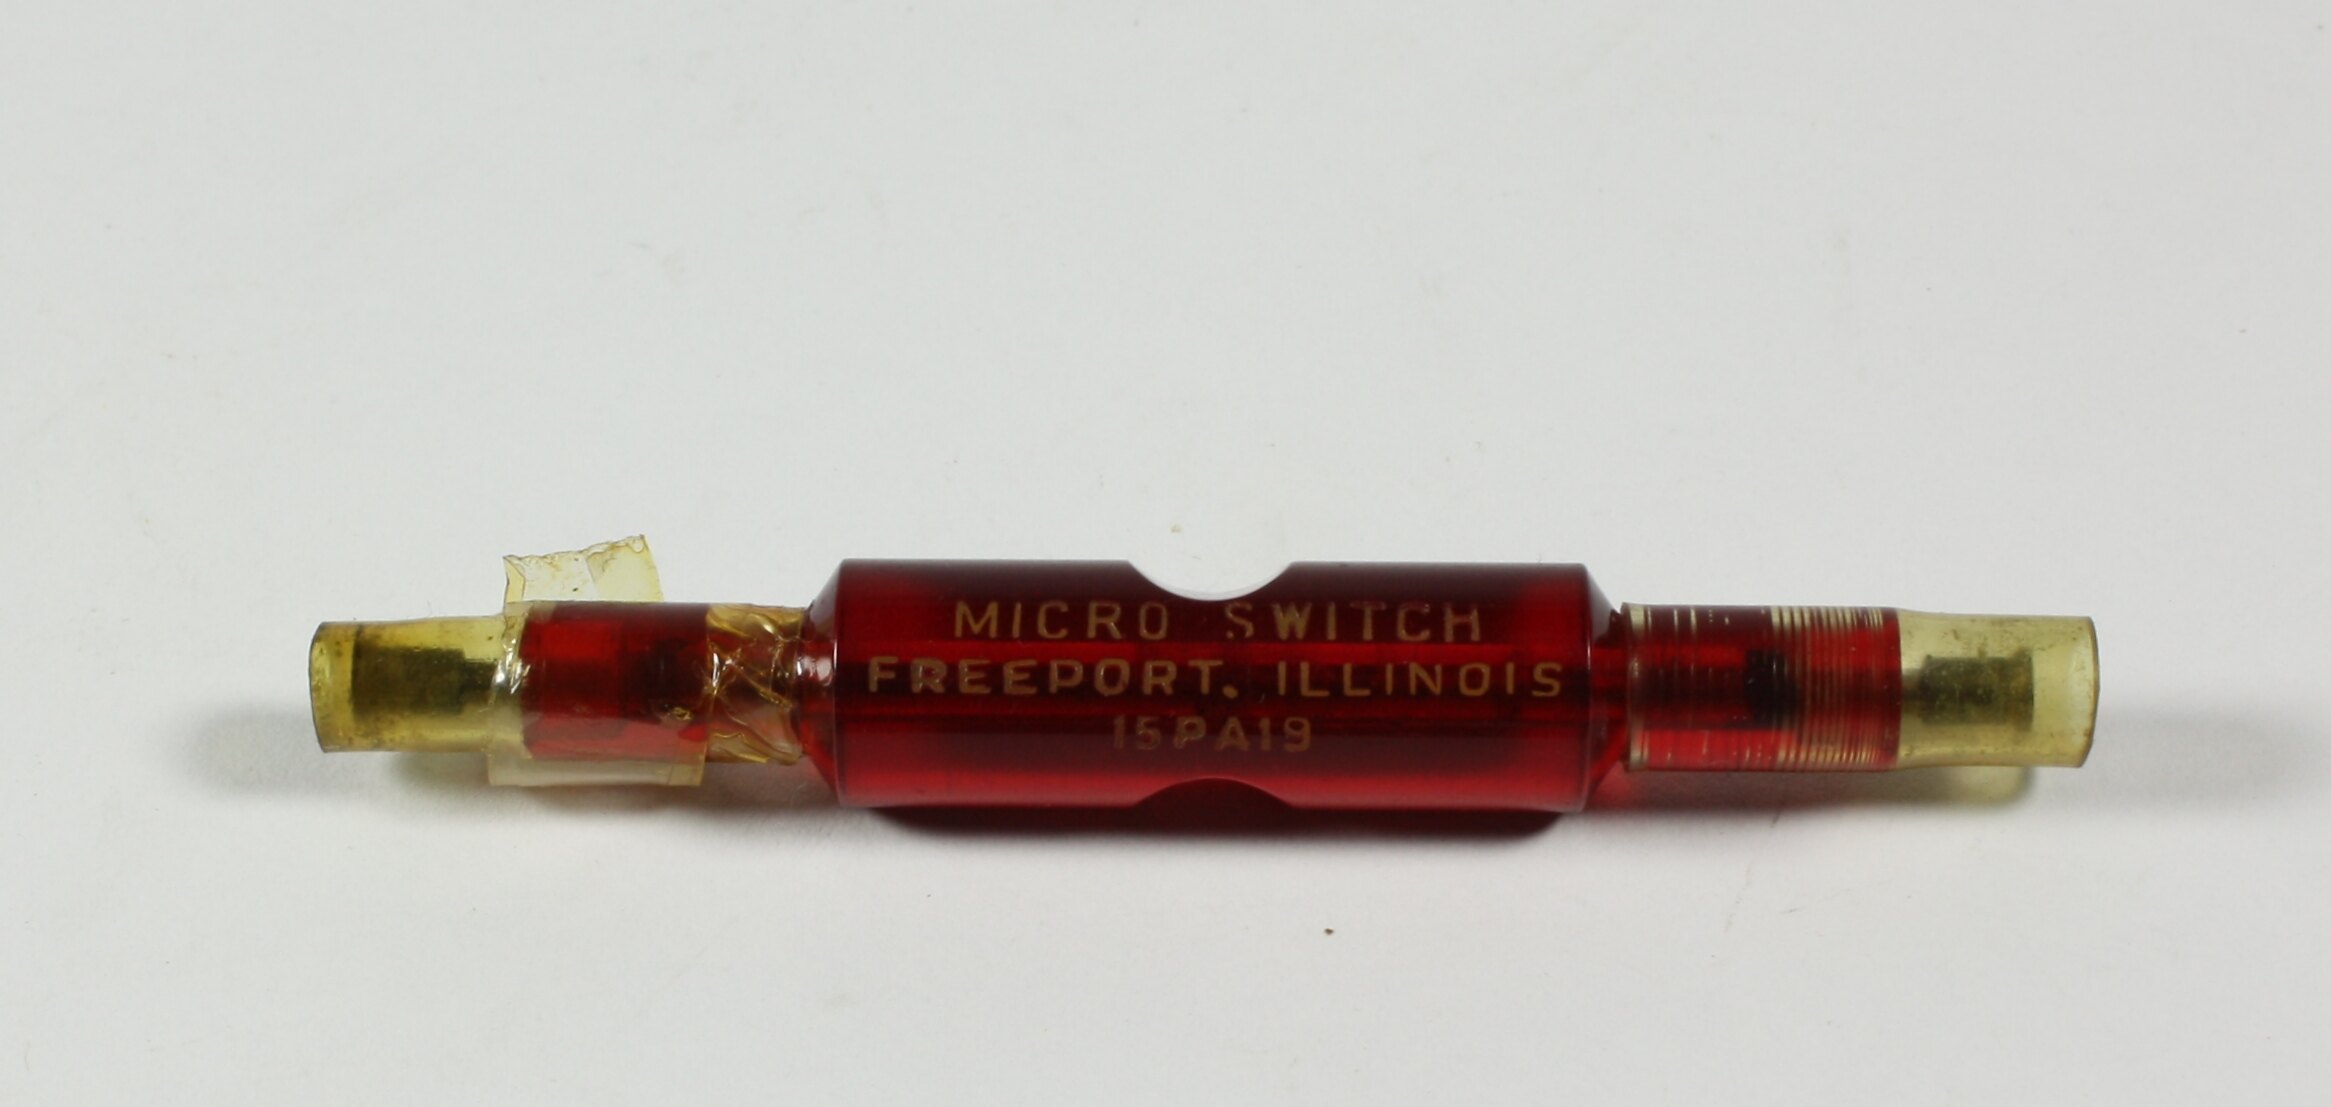 MICRO SWITCH
FREEPORT. ILLINOIS
15PA19